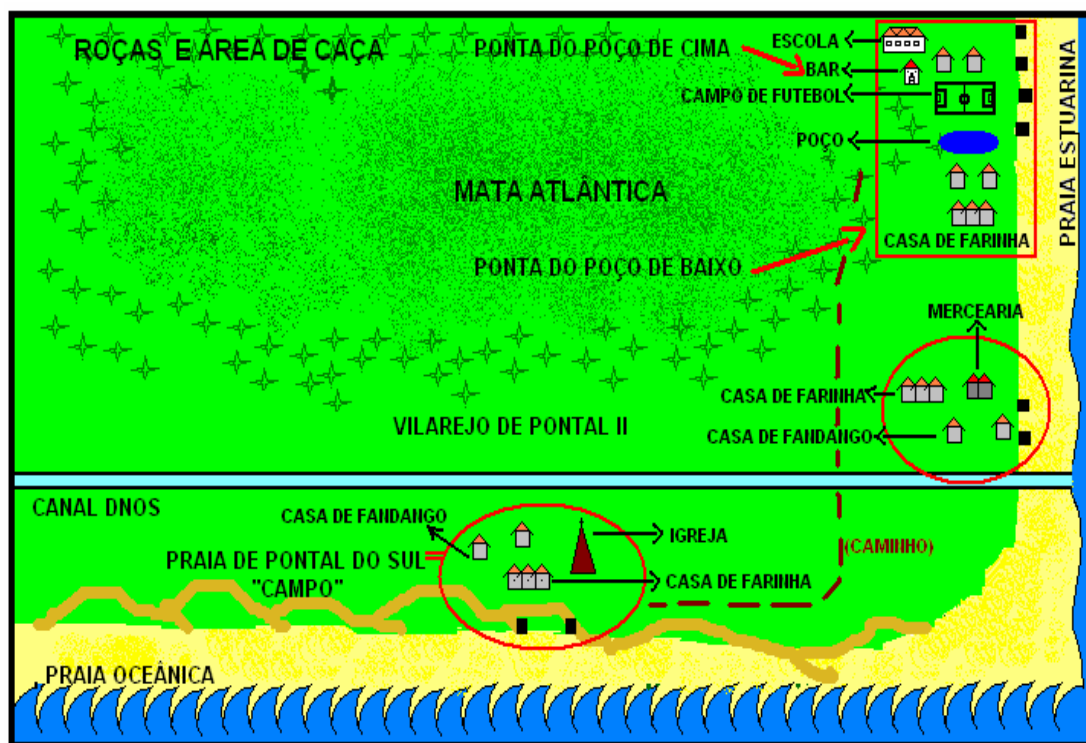 ROÇAS E ÁREA DE CAÇA
PONTA DO POÇO DE CIMA
ESCOLA
BAR
CAMPO DE FUTEBOL
POÇO
PRAIA ESTUARINA
MATA ATLÂNTICA
CASA DE FARINHA
PONTA DO POÇO DE BAIXO
MERCEARIA
CASA DE FARINHA
VILAREJO DE PONTAL II
CASA DE FANDANGO
CANAL DNOS
CASA DE FANDANGO
IGREJA
(CAMINHO)
PRAIA DE PONTAL DO SUL
"CAMPO"
CASA DE FARINHA
PRAIA OCEÂNICA